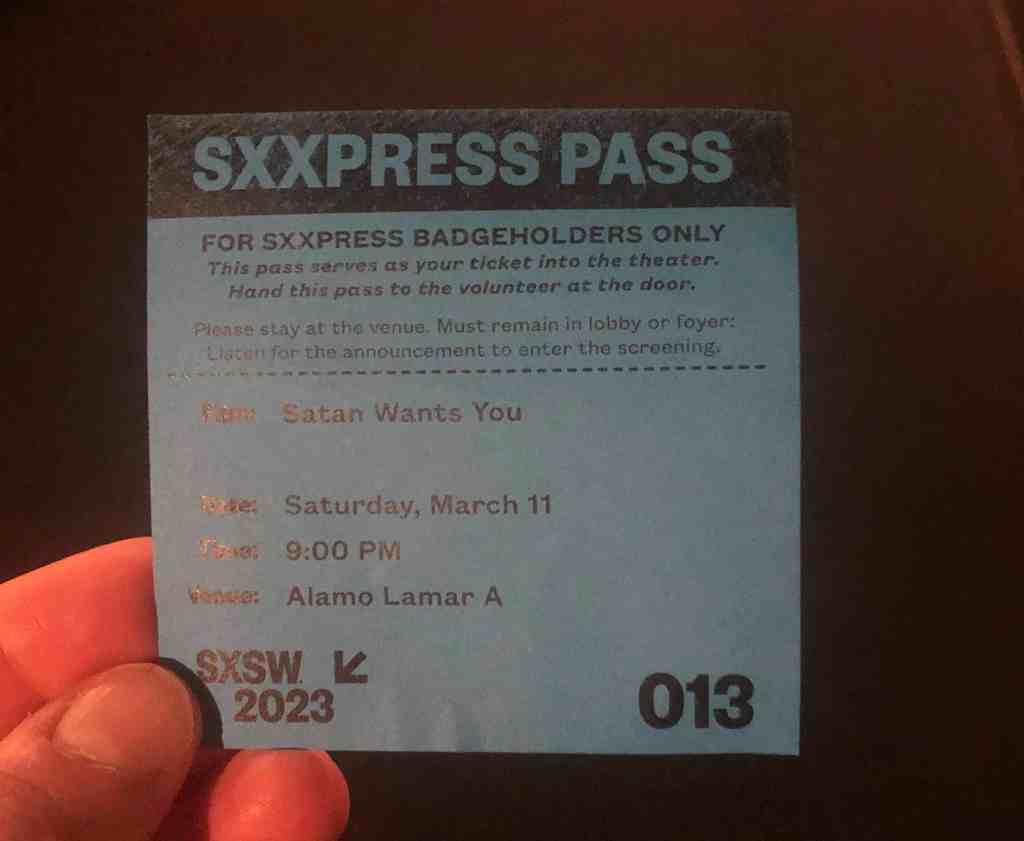 SXXPRESS PASS
FOR SXXPRESS BADGEHOLDERS ONLY
This pass serves as your ticket into the theater.
Hand this pass to the volunteer at the door.
Please stay at the venue. Must remain in lobby or foyer:
Listen for the announcement to enter the screening.
Film: Satan Wants You
Date: Saturday, March 11
Time: 9:00 PM
Venue: Alamo Lamar A
SXSW
2023
013